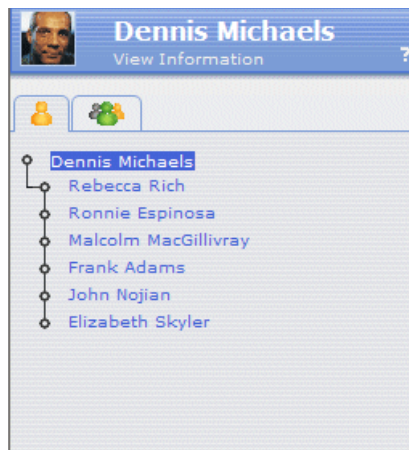 Dennis Michaels
View Information
?
Dennis Michaels
Rebecca Rich
Ronnie Espinosa
Malcolm MacGillivray
Frank Adams
John Nojian
Elizabeth Skyler